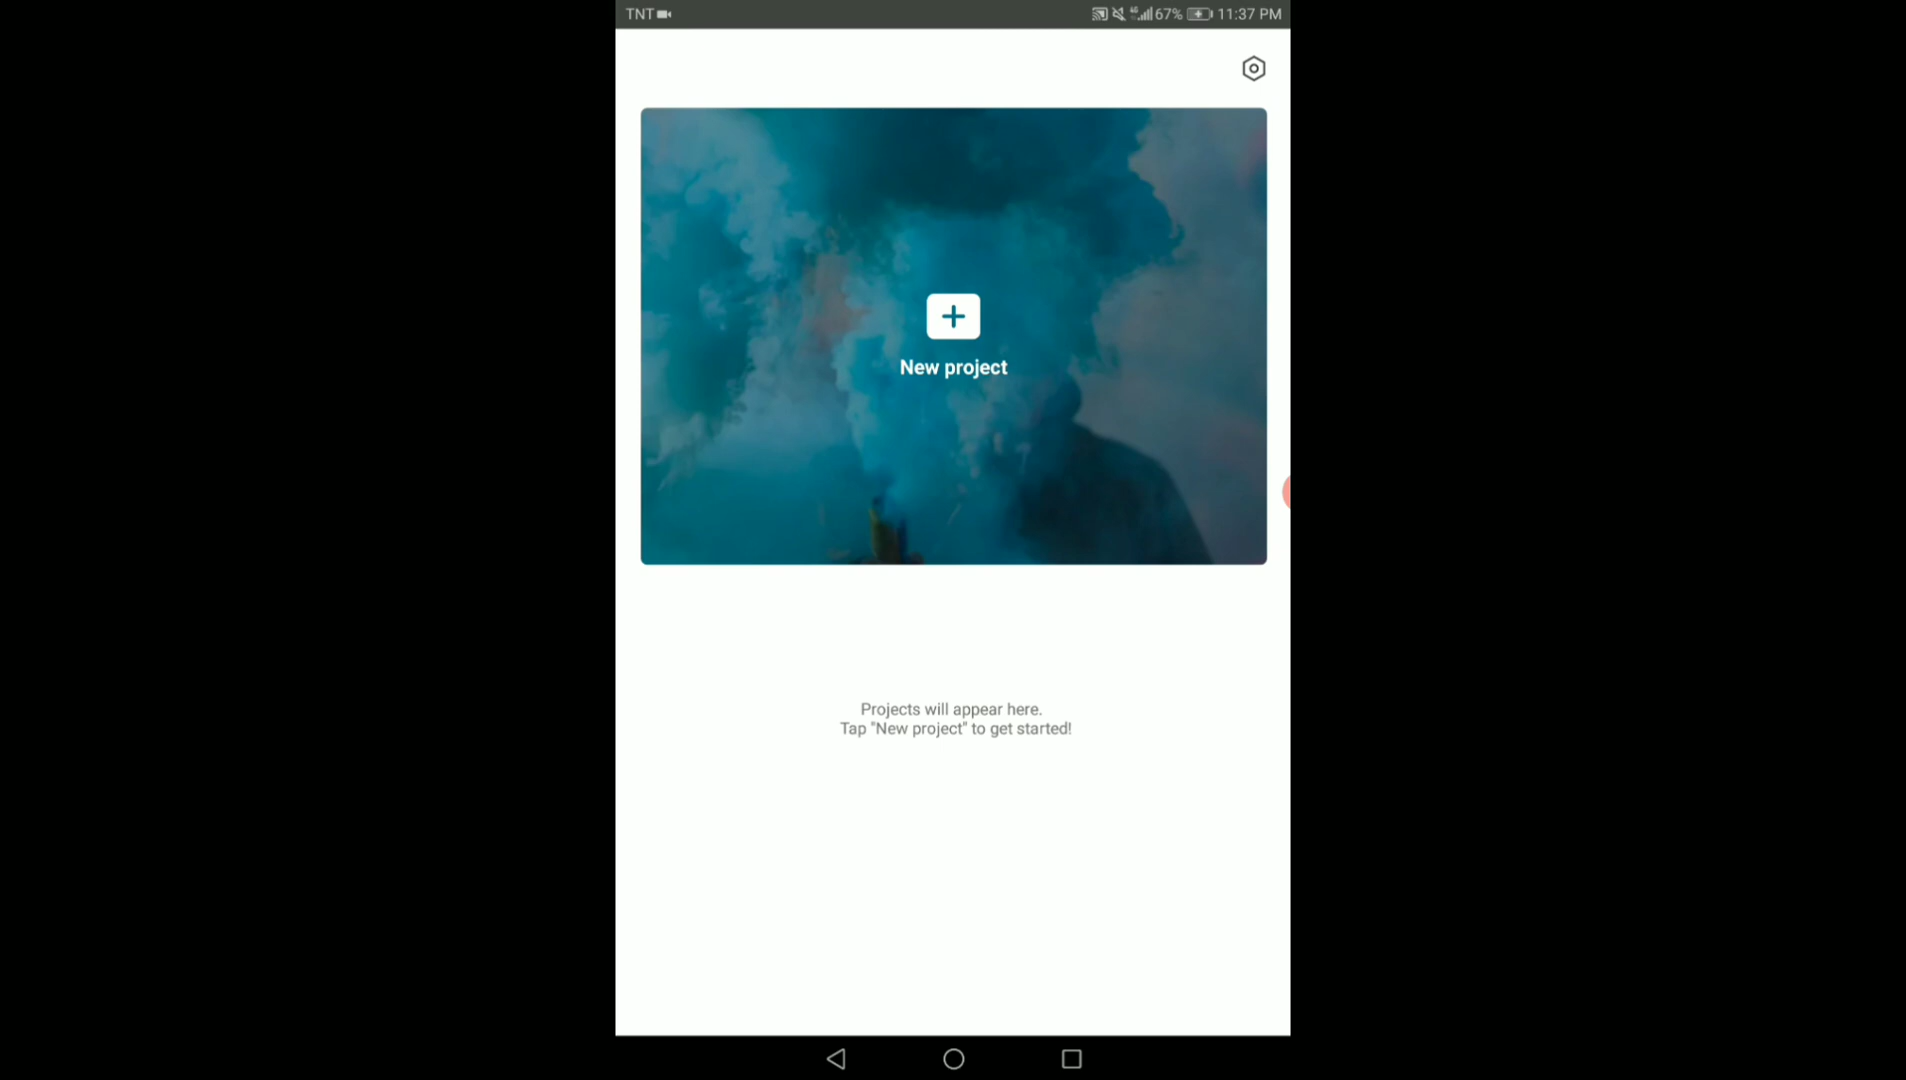 TNT
67% 11:37 PM
New project
Projects will appear here.
Tap "New project" to get started!